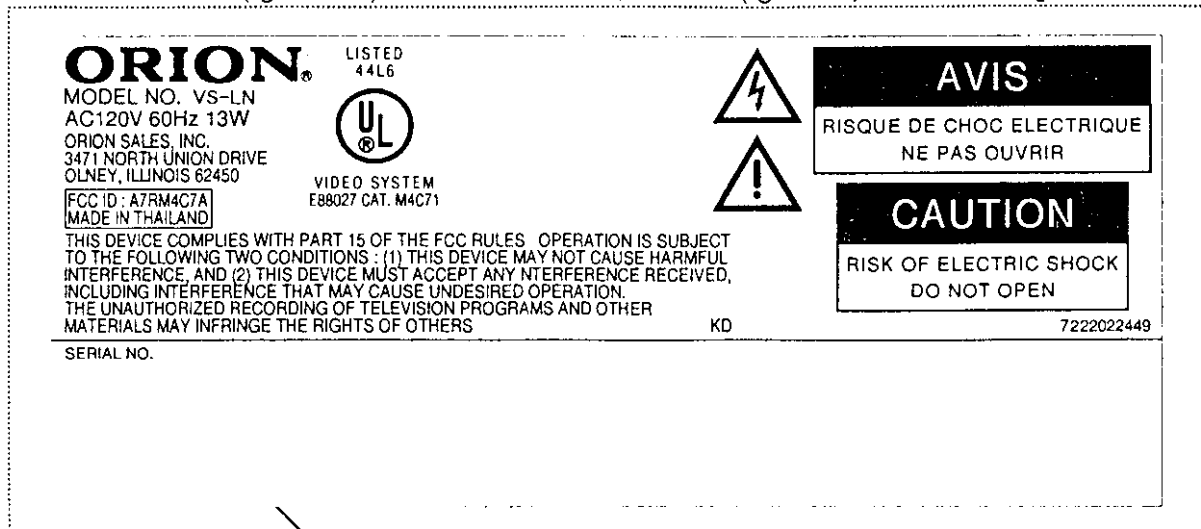 ORION®
MODEL NO. VS-LN
AC120V 60Hz 13W
ORION SALES, INC.
3471 NORTH UNION DRIVE
OLNEY, ILLINOIS 62450
FCC ID : A7RM4C7A
MADE IN THAILAND
LISTED
44L6
UL®
VIDEO SYSTEM
E88027 CAT. M4C71
AVIS
RISQUE DE CHOC ELECTRIQUE
NE PAS OUVRIR
CAUTION
RISK OF ELECTRIC SHOCK
DO NOT OPEN
THIS DEVICE COMPLIES WITH PART 15 OF THE FCC RULES OPERATION IS SUBJECT
TO THE FOLLOWING TWO CONDITIONS : (1) THIS DEVICE MAY NOT CAUSE HARMFUL
INTERFERENCE, AND (2) THIS DEVICE MUST ACCEPT ANY NTERFERENCE RECEIVED,
INCLUDING INTERFERENCE THAT MAY CAUSE UNDESIRED OPERATION.
THE UNAUTHORIZED RECORDING OF TELEVISION PROGRAMS AND OTHER
MATERIALS MAY INFRINGE THE RIGHTS OF OTHERS
KD
7222022449
SERIAL NO.